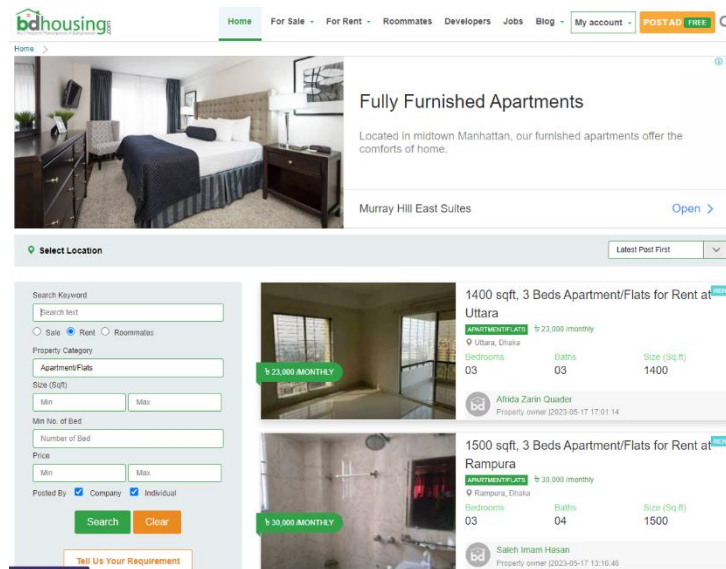 bdhousing.com
Home For Sale For Rent Roommates Developers Jobs Blog My account POST AD FREE
Home
Fully Furnished Apartments
Located in midtown Manhattan, our furnished apartments offer the
comforts of home.
Murray Hill East Suites Open
Select Location Latest Post First
Search Keyword
Search text
Sale Rent Roommates
Property Category
Apartment/Flats
Size (Sqft)
Min Max
Min No. of Bed
Number of Bed
Price
Min Max
Posted By Company Individual
Search Clear
Tell Us Your Requirement
৳ 23,000 /MONTHLY
1400 sqft, 3 Beds Apartment/Flats for Rent at
Uttara
APARTMENT/FLATS ৳ 23,000 /monthly
Uttara, Dhaka
Bedrooms Baths Size (Sq.ft)
03 03 1400
bd
Afrida Zarin Quader
Property owner |2023-05-17 17:01:14
৳ 30,000 /MONTHLY
1500 sqft, 3 Beds Apartment/Flats for Rent at
Rampura
APARTMENT/FLATS ৳ 30,000 /monthly
Rampura, Dhaka
Bedrooms Baths Size (Sq.ft)
03 04 1500
bd
Saleh Imam Hasan
Property owner |2023-05-17 13:16:46